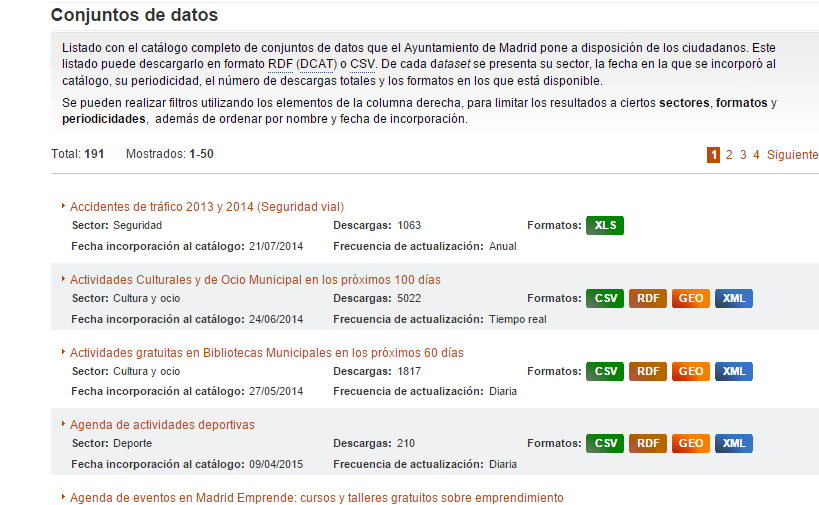 Conjuntos de datos
Listado con el catálogo completo de conjuntos de datos que el Ayuntamiento de Madrid pone a disposición de los ciudadanos. Este
listado puede descargarlo en formato RDF (DCAT) o CSV. De cada dataset se presenta su sector, la fecha en la que se incorporó al
catálogo, su periodicidad, el número de descargas totales y los formatos en los que está disponible.
Se pueden realizar filtros utilizando los elementos de la columna derecha, para limitar los resultados a ciertos sectores, formatos y
periodicidades, además de ordenar por nombre y fecha de incorporación.
Total: 191 Mostrados: 1-50 1 2 3 4 Siguiente
Accidentes de tráfico 2013 y 2014 (Seguridad vial)
Sector: Seguridad Descargas: 1063 Formatos: XLS
Fecha incorporación al catálogo: 21/07/2014 Frecuencia de actualización: Anual
Actividades Culturales y de Ocio Municipal en los próximos 100 días
Sector: Cultura y ocio Descargas: 5022 Formatos: CSV RDF GEO XML
Fecha incorporación al catálogo: 24/06/2014 Frecuencia de actualización: Tiempo real
Actividades gratuitas en Bibliotecas Municipales en los próximos 60 días
Sector: Cultura y ocio Descargas: 1817 Formatos: CSV RDF GEO XML
Fecha incorporación al catálogo: 27/05/2014 Frecuencia de actualización: Diaria
Agenda de actividades deportivas
Sector: Deporte Descargas: 210 Formatos: CSV RDF GEO XML
Fecha incorporación al catálogo: 09/04/2015 Frecuencia de actualización: Diaria
Agenda de eventos en Madrid Emprende: cursos y talleres gratuitos sobre emprendimiento